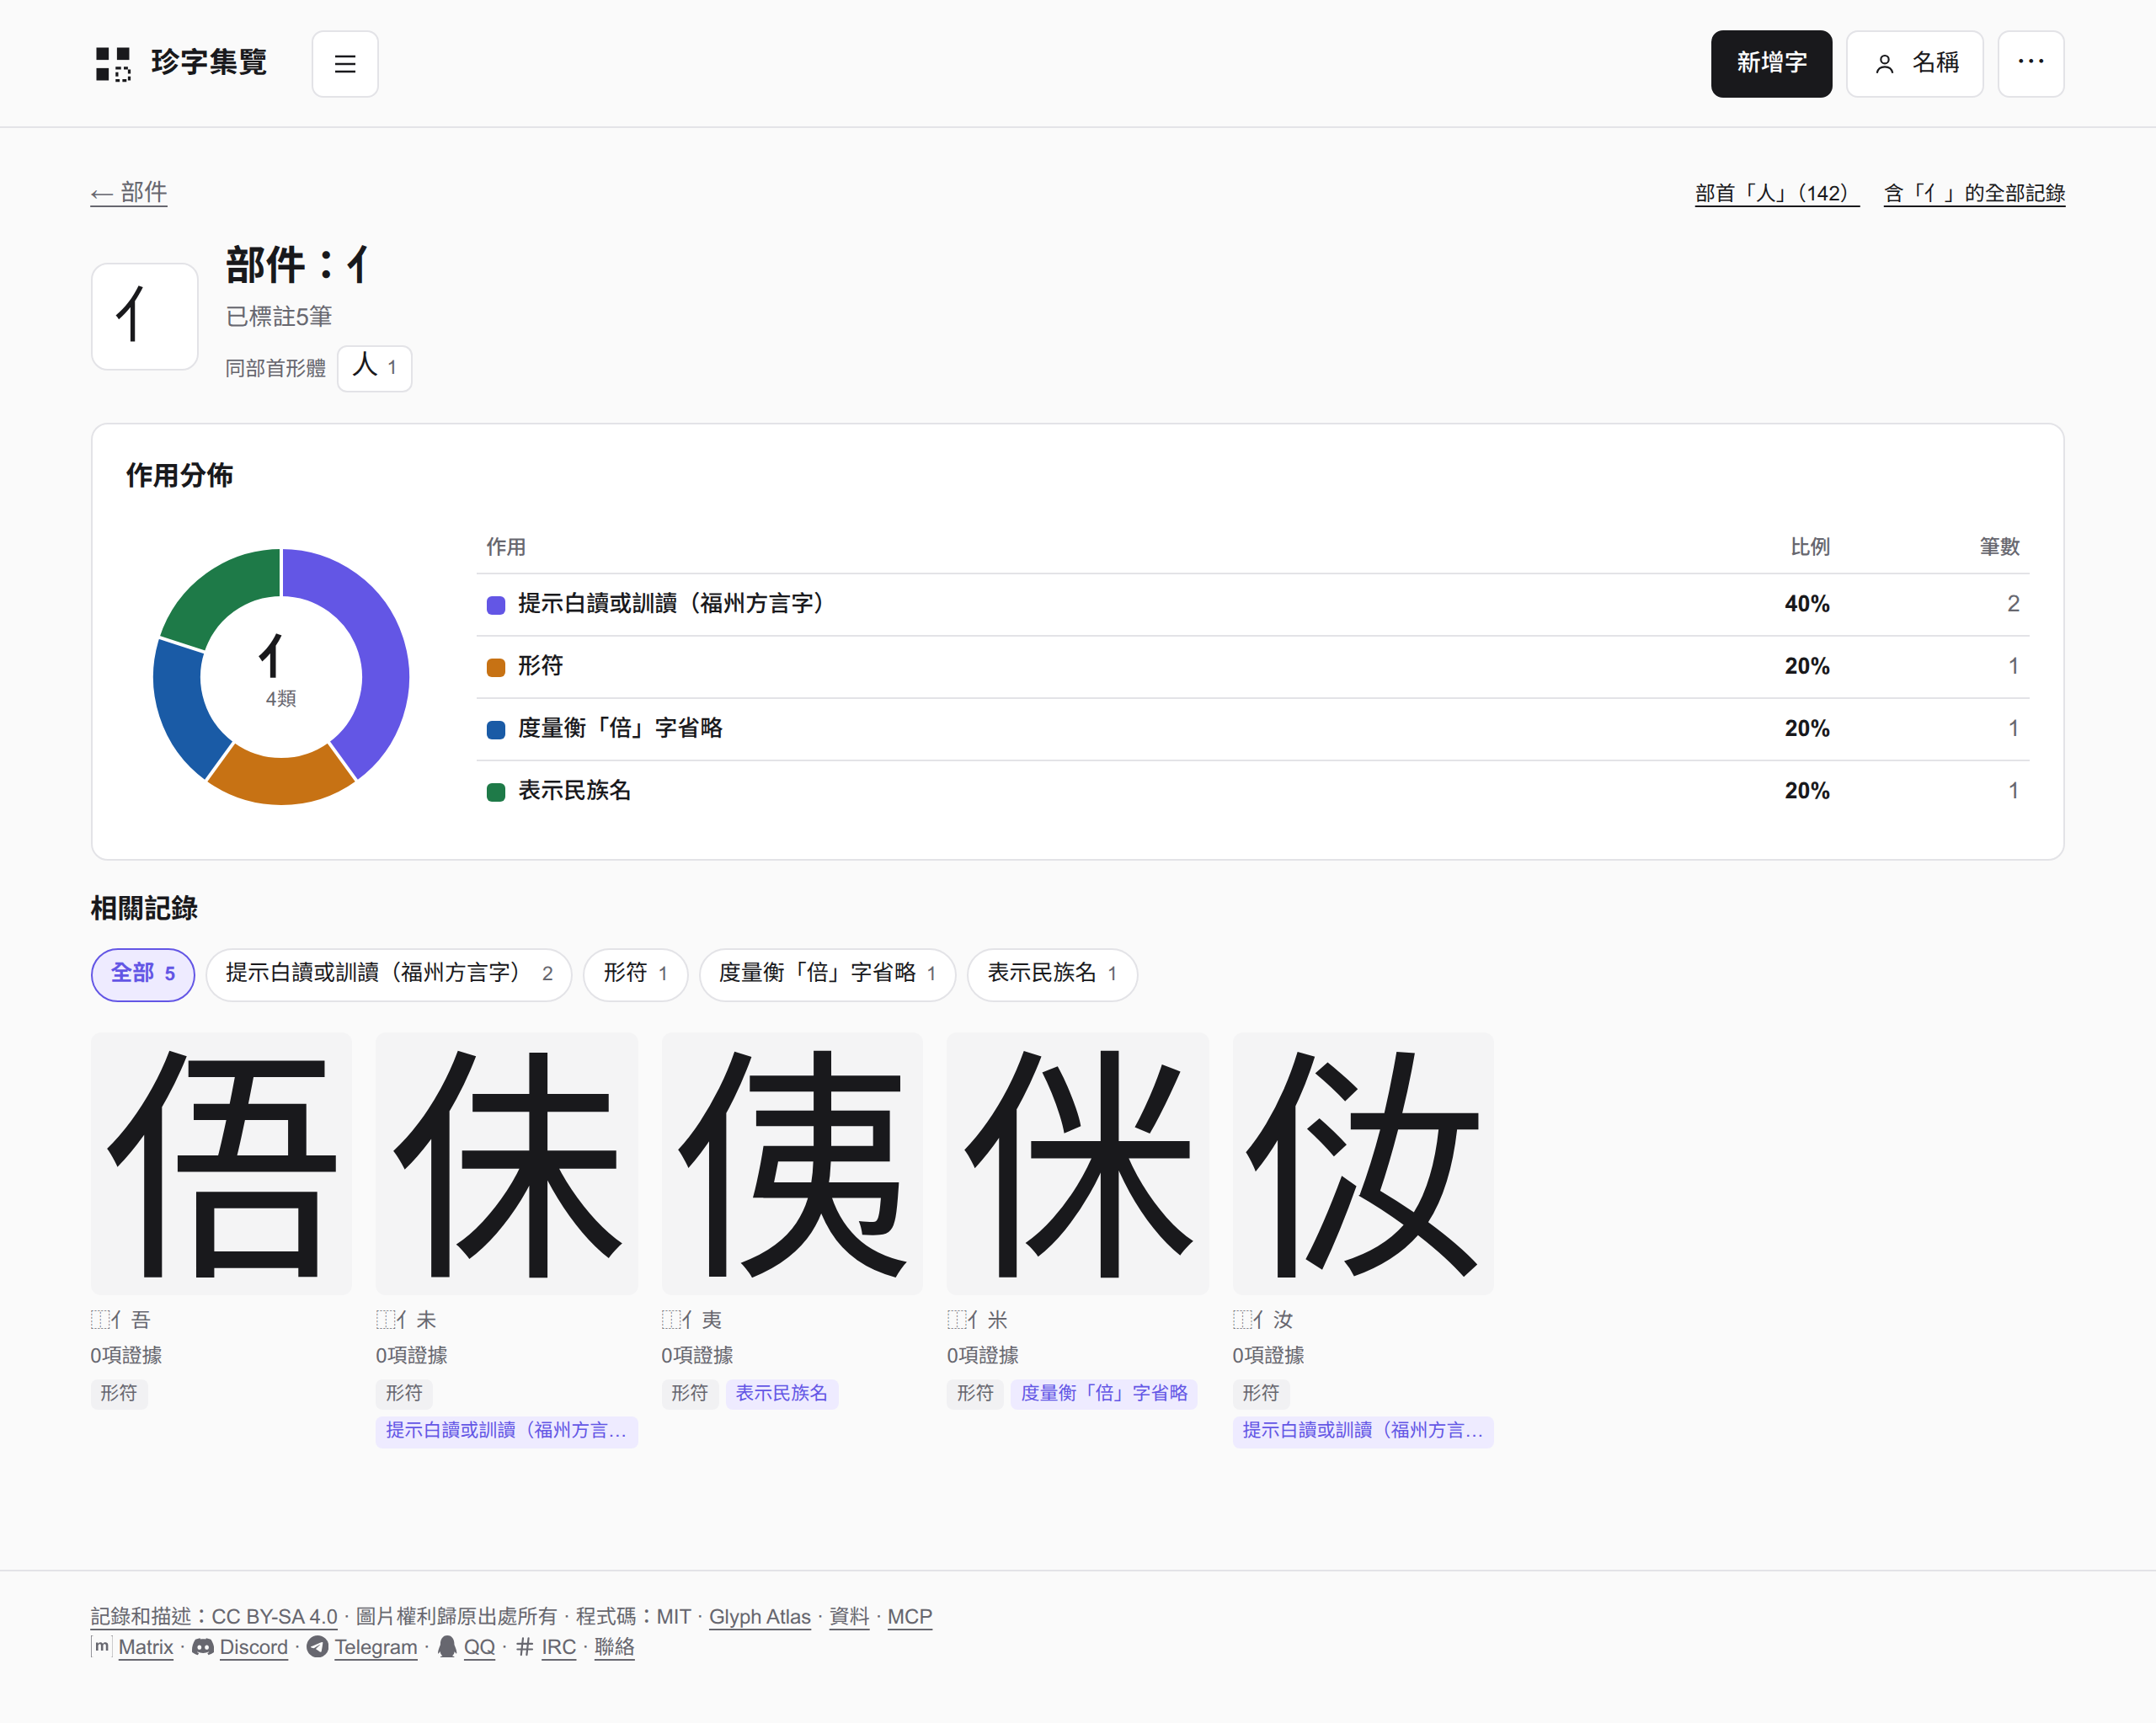 珍字集覽
新增字
名稱
← 部件
部首「人」（142）
含「亻」的全部記錄
亻
部件：亻
已標註5筆
同部首形體 人 1
作用分佈
亻
4類
作用 比例 筆數
提示白讀或訓讀（福州方言字） 40% 2
形符 20% 1
度量衡「倍」字省略 20% 1
表示民族名 20% 1
相關記錄
全部 5
提示白讀或訓讀（福州方言字） 2
形符 1
度量衡「倍」字省略 1
表示民族名 1
俉 侏 侇 侎 㑚
⿰亻吾
0項證據
形符
⿰亻未
0項證據
形符
提示白讀或訓讀（福州方言…
⿰亻夷
0項證據
形符 表示民族名
⿰亻米
0項證據
形符 度量衡「倍」字省略
⿰亻汝
0項證據
形符
提示白讀或訓讀（福州方言…
記錄和描述：CC BY-SA 4.0 · 圖片權利歸原出處所有 · 程式碼：MIT · Glyph Atlas · 資料 · MCP
[m] Matrix · Discord · Telegram · QQ · IRC · 聯絡